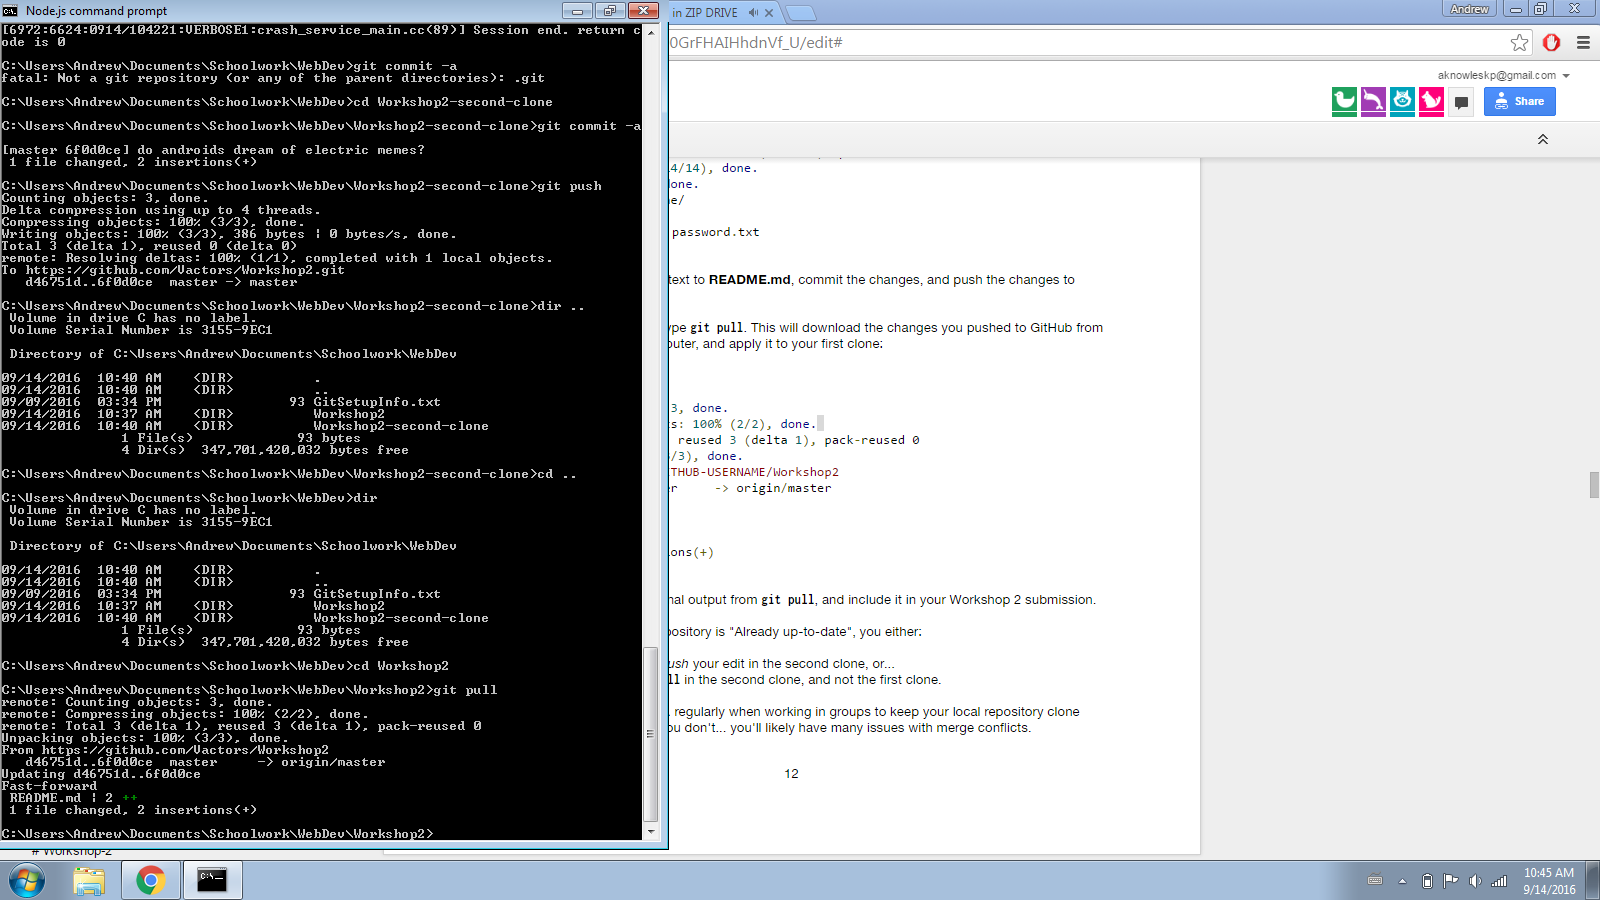 Node.js command prompt
[6972:6624:0914/104221:VERBOSE1:crash_service_main.cc(89)] Session end. return c
ode is 0
C:\Users\Andrew\Documents\Schoolwork\WebDev>git commit -a
fatal: Not a git repository (or any of the parent directories): .git
C:\Users\Andrew\Documents\Schoolwork\WebDev>cd Workshop2-second-clone
C:\Users\Andrew\Documents\Schoolwork\WebDev\Workshop2-second-clone>git commit -a
[master 6f0d0ce] do androids dream of electric memes?
1 file changed, 2 insertions(+)
C:\Users\Andrew\Documents\Schoolwork\WebDev\Workshop2-second-clone>git push
Counting objects: 3, done.
Delta compression using up to 4 threads.
Compressing objects: 100% (3/3), done.
Writing objects: 100% (3/3), 386 bytes | 0 bytes/s, done.
Total 3 (delta 1), reused 0 (delta 0)
remote: Resolving deltas: 100% (1/1), completed with 1 local objects.
To https://github.com/Vactors/Workshop2.git
d46751d..6f0d0ce  master -> master
C:\Users\Andrew\Documents\Schoolwork\WebDev\Workshop2-second-clone>dir ..
Volume in drive C has no label.
Volume Serial Number is 3155-9EC1
Directory of C:\Users\Andrew\Documents\Schoolwork\WebDev
09/14/2016  10:40 AM    <DIR>          .
09/14/2016  10:40 AM    <DIR>          ..
09/09/2016  03:34 PM                93 GitSetupInfo.txt
09/14/2016  10:37 AM    <DIR>          Workshop2
09/14/2016  10:40 AM    <DIR>          Workshop2-second-clone
1 File(s)             93 bytes
4 Dir(s)  347,701,420,032 bytes free
C:\Users\Andrew\Documents\Schoolwork\WebDev\Workshop2-second-clone>cd ..
C:\Users\Andrew\Documents\Schoolwork\WebDev>dir
Volume in drive C has no label.
Volume Serial Number is 3155-9EC1
Directory of C:\Users\Andrew\Documents\Schoolwork\WebDev
09/14/2016  10:40 AM    <DIR>          .
09/14/2016  10:40 AM    <DIR>          ..
09/09/2016  03:34 PM                93 GitSetupInfo.txt
09/14/2016  10:37 AM    <DIR>          Workshop2
09/14/2016  10:40 AM    <DIR>          Workshop2-second-clone
1 File(s)             93 bytes
4 Dir(s)  347,701,420,032 bytes free
C:\Users\Andrew\Documents\Schoolwork\WebDev>cd Workshop2
C:\Users\Andrew\Documents\Schoolwork\WebDev\Workshop2>git pull
remote: Counting objects: 3, done.
remote: Compressing objects: 100% (2/2), done.
remote: Total 3 (delta 1), reused 3 (delta 1), pack-reused 0
Unpacking objects: 100% (3/3), done.
From https://github.com/Vactors/Workshop2
d46751d..6f0d0ce  master     -> origin/master
Updating d46751d..6f0d0ce
Fast-forward
README.md | 2 ++
1 file changed, 2 insertions(+)
C:\Users\Andrew\Documents\Schoolwork\WebDev\Workshop2>
# Workshop-2
in ZIP DRIVE
Andrew
0GrFHAIHhdnVf_U/edit#
aknowleskp@gmail.com
Share
4/14), done.
done.
ne/
password.txt
text to README.md, commit the changes, and push the changes to
ype git pull. This will download the changes you pushed to GitHub from
puter, and apply it to your first clone:
3, done.
ts: 100% (2/2), done.
reused 3 (delta 1), pack-reused 0
/3), done.
THUB-USERNAME/Workshop2
r     -> origin/master
ons(+)
nal output from git pull, and include it in your Workshop 2 submission.
pository is "Already up-to-date", you either:
ush your edit in the second clone, or...
ll in the second clone, and not the first clone.
regularly when working in groups to keep your local repository clone
ou don't... you'll likely have many issues with merge conflicts.
12
10:45 AM
9/14/2016